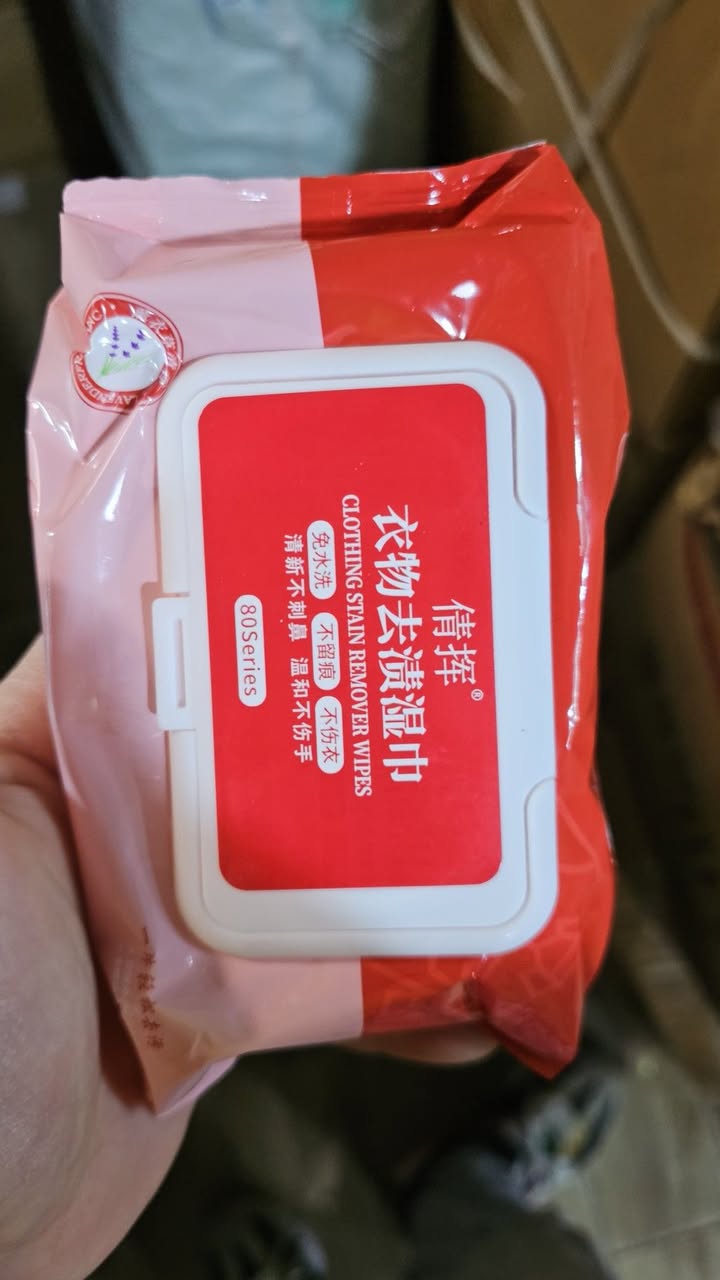 倩挥®
衣物去渍湿巾
CLOTHING STAIN REMOVER WIPES
免水洗 不留痕 不伤衣
清新不刺鼻 温和不伤手
80Series